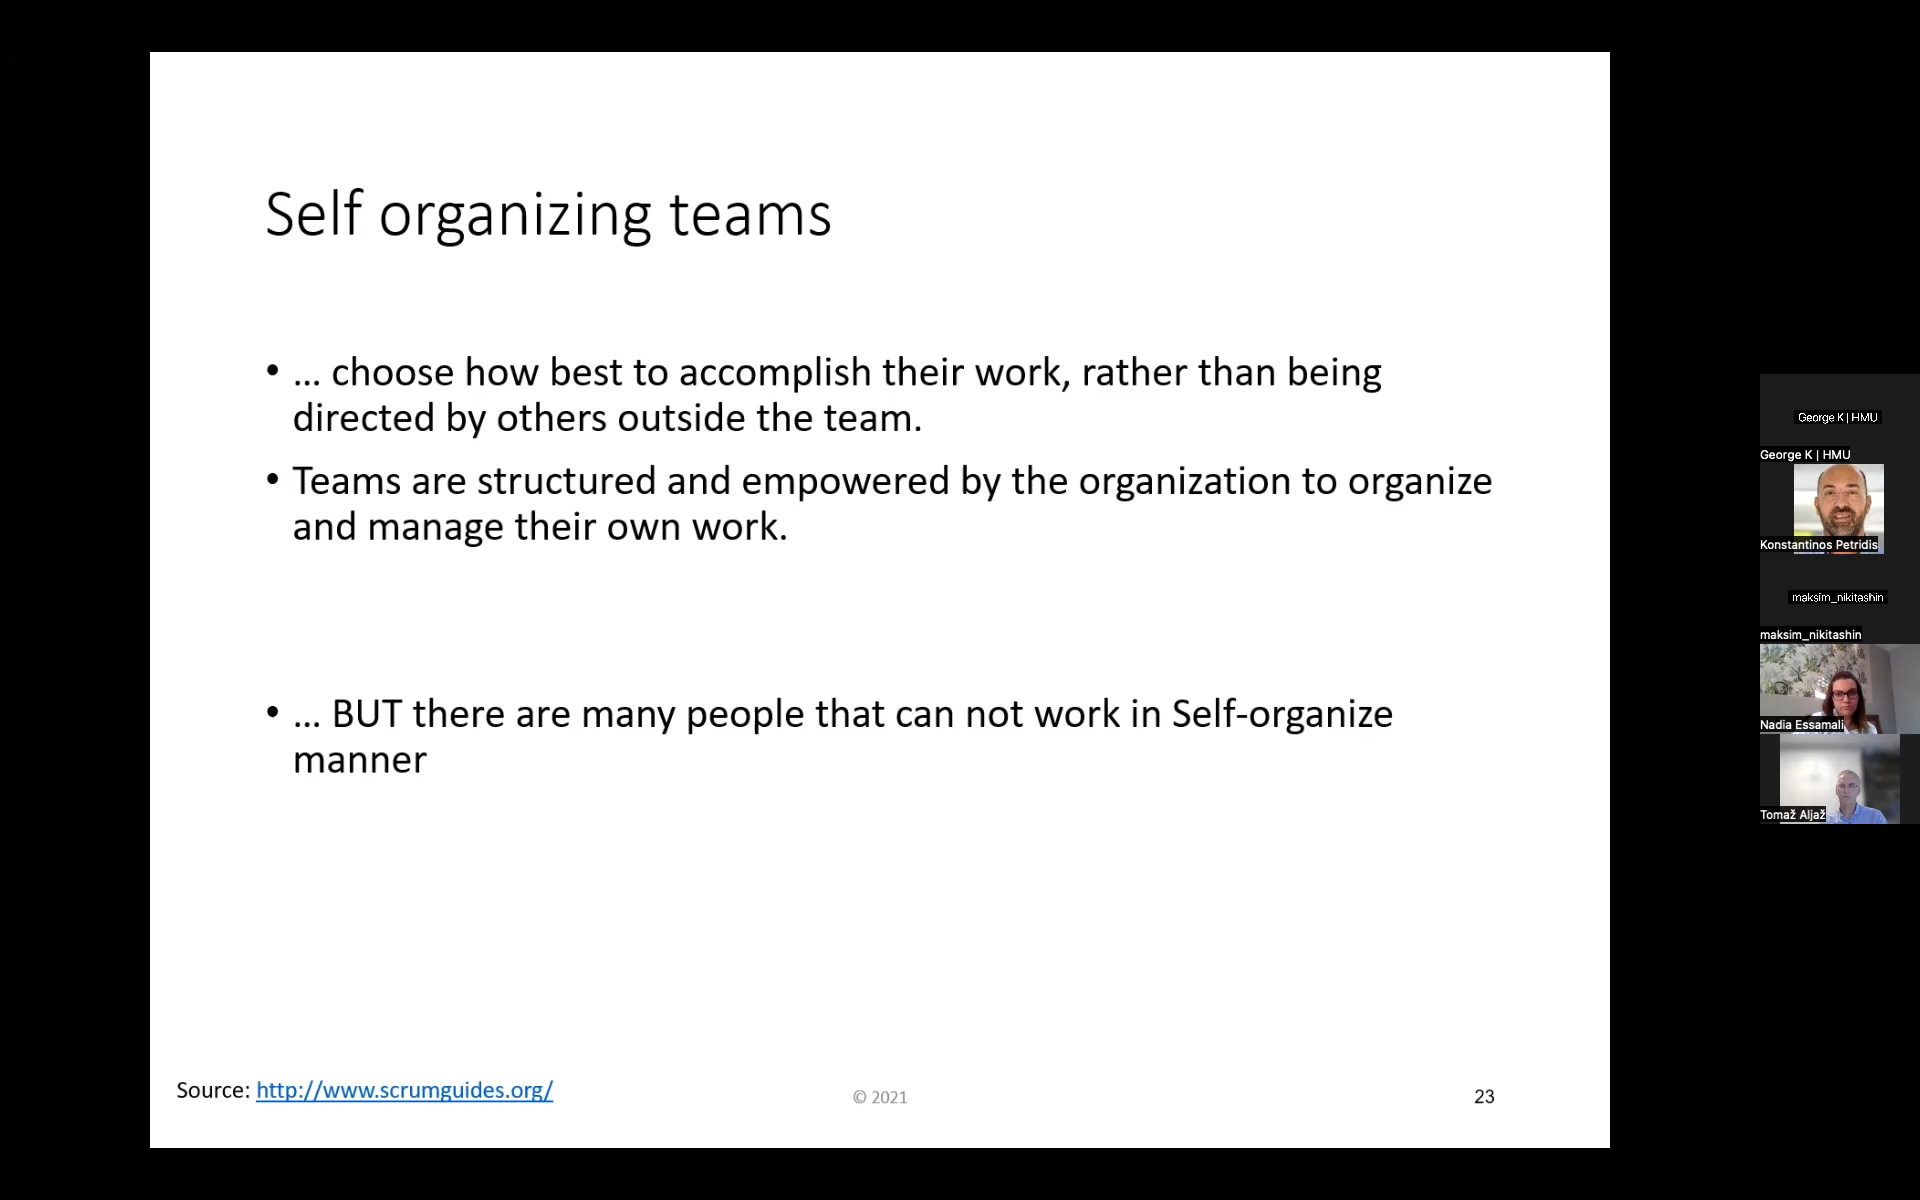 Self organizing teams
• ... choose how best to accomplish their work, rather than being
directed by others outside the team.
• Teams are structured and empowered by the organization to organize
and manage their own work.
• ... BUT there are many people that can not work in Self-organize
manner
Source: http://www.scrumguides.org/
© 2021
23
George K | HMU
George K | HMU
Konstantinos Petridis
maksim_nikitashin
maksim_nikitashin
Nadia Essamali
Tomaž Aljaž